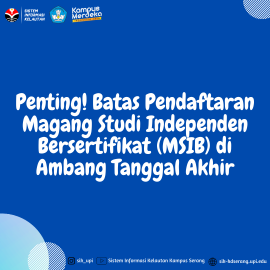 SISTEM
INFORMASI
KELAUTAN
Kampus
Merdeka
Penting! Batas Pendaftaran
Magang Studi Independen
Bersertifikat (MSIB) di
Ambang Tanggal Akhir
sik_upi
Sistem Informasi Kelautan Kampus Serang
sik-kdserang.upi.edu